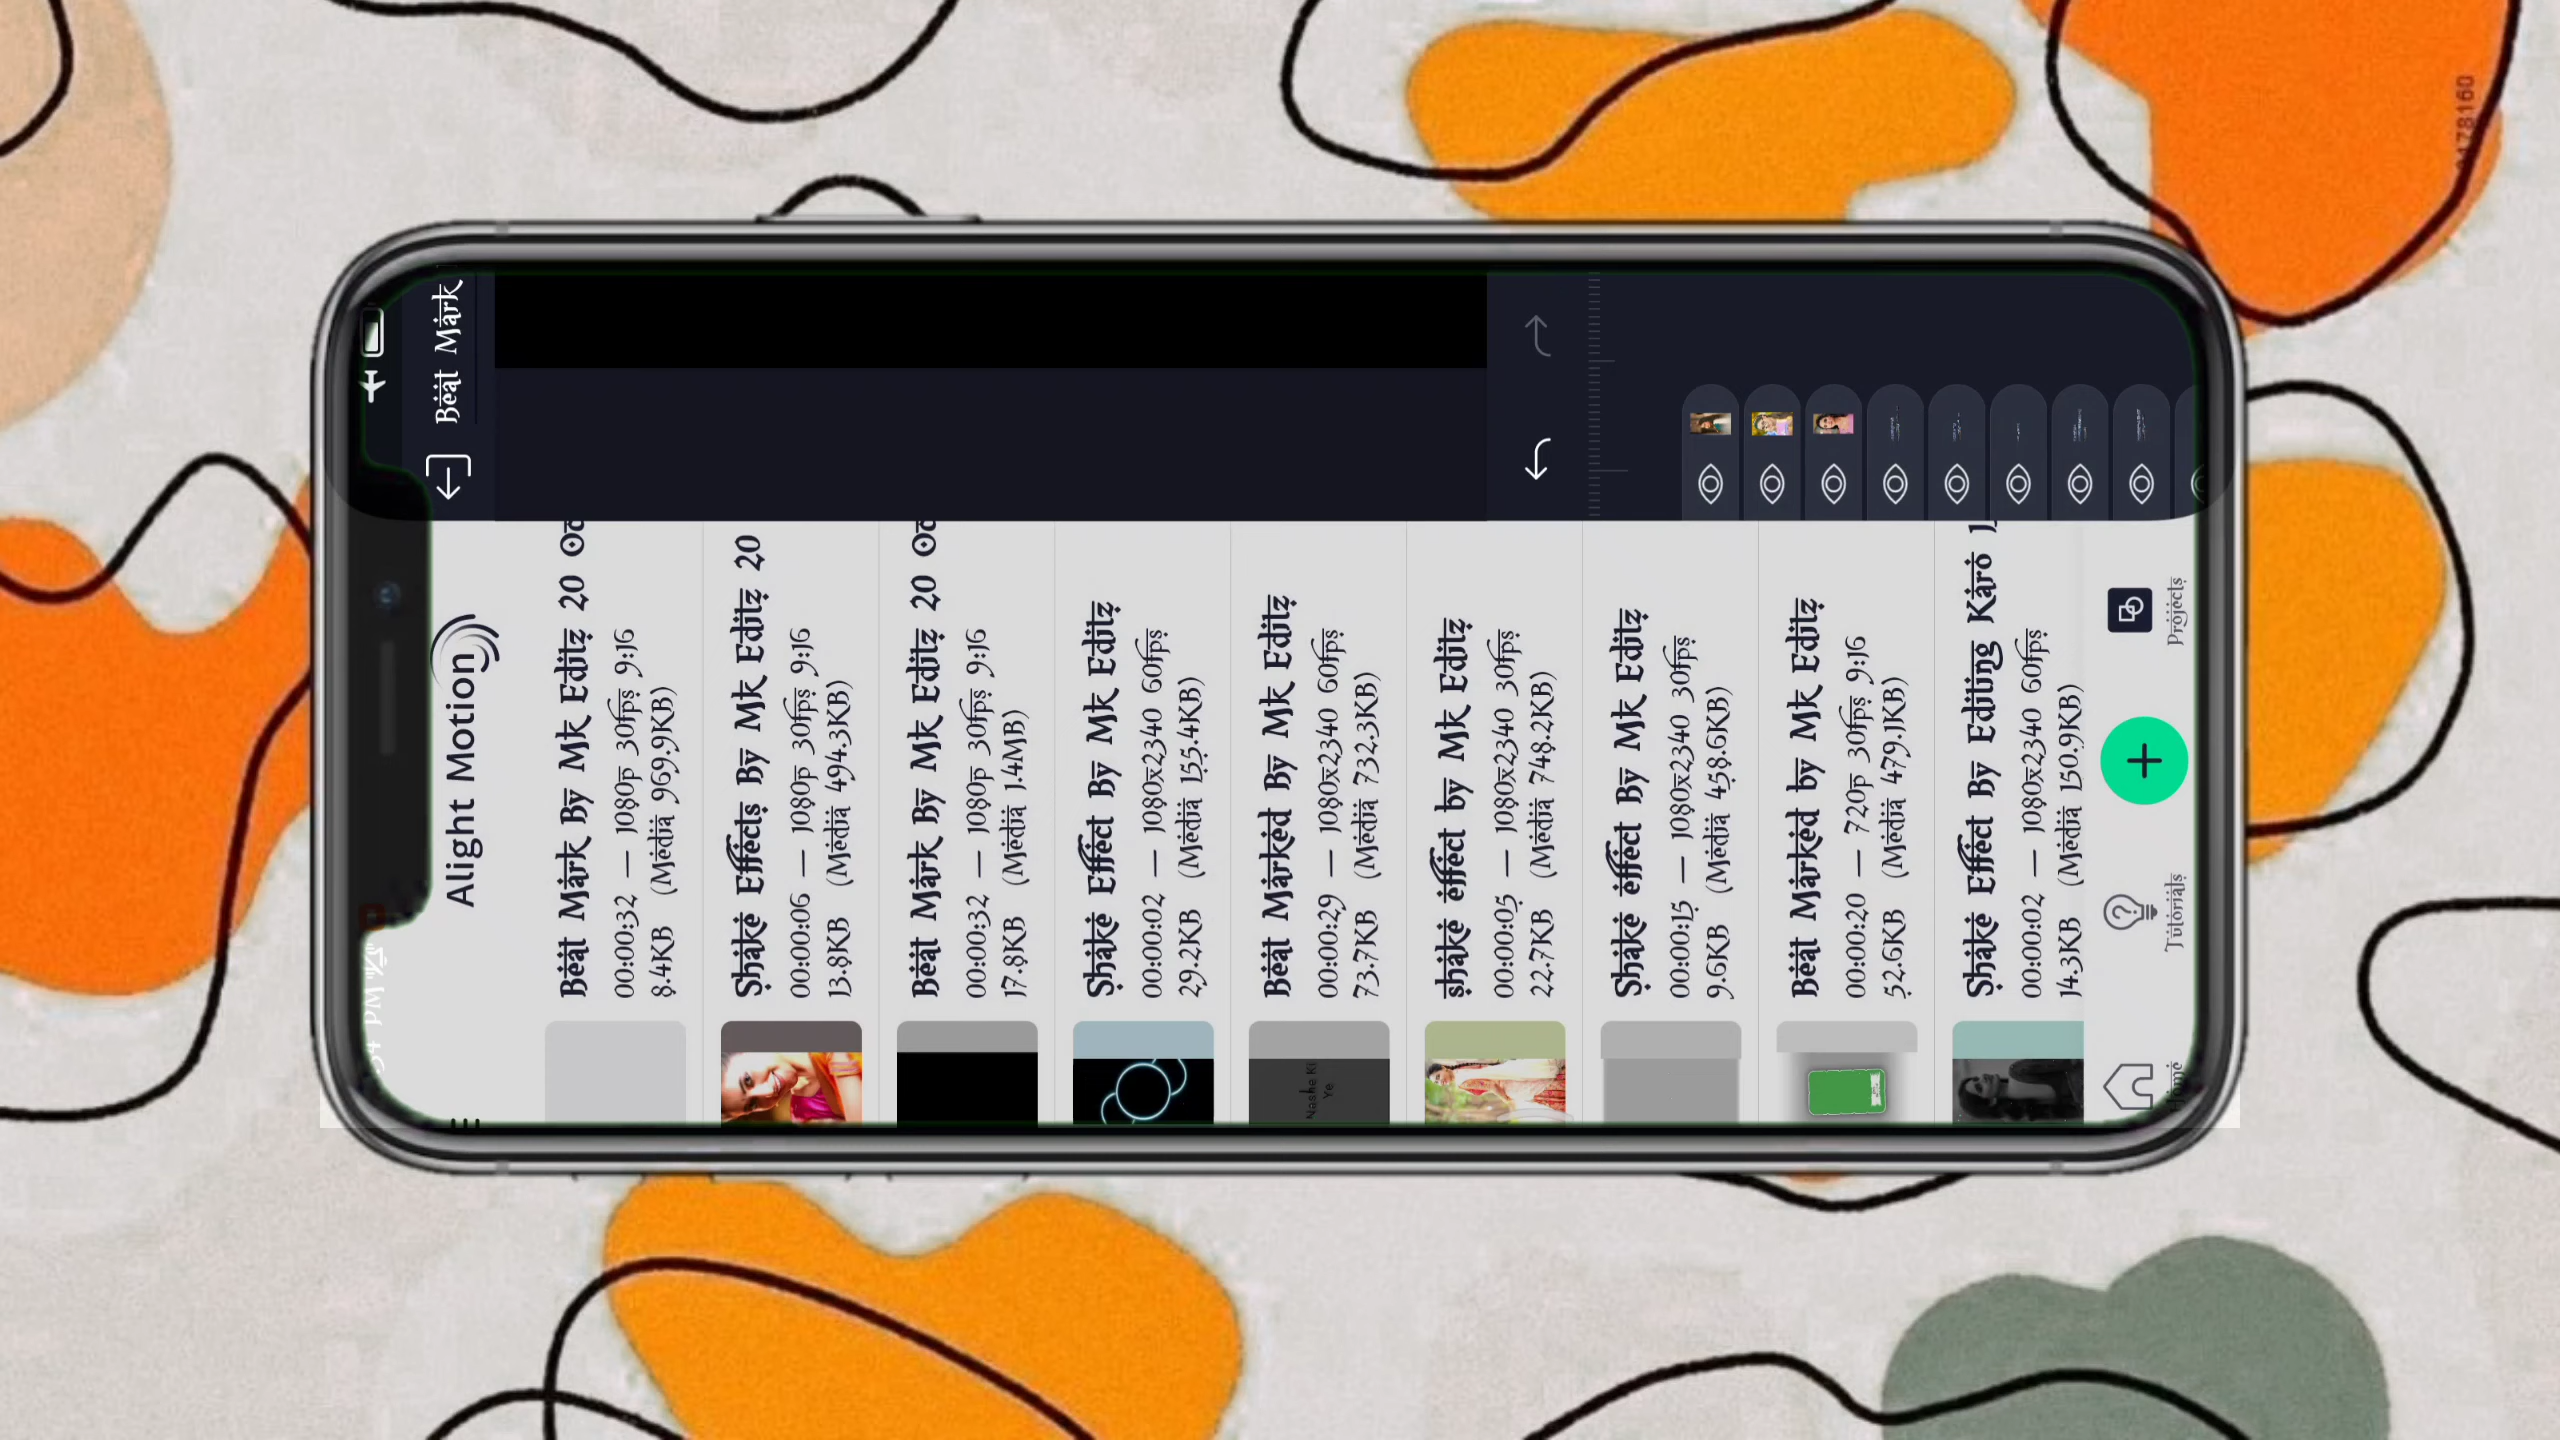 Beat Mark
Alight Motion
Beat Mark By Mk Editz 20
00:00:32 — 1080p 30fps 9:16
8.4KB (Media 969.9KB)
Shake Effects By Mk Editz 20
00:00:06 — 1080p 30fps 9:16
13.8KB (Media 494.3KB)
Beat Mark By Mk Editz 20
00:00:32 — 1080p 30fps 9:16
17.8KB (Media 1.4MB)
Shake Effect By Mk Editz
00:00:02 — 1080x2340 60fps
29.2KB (Media 155.4KB)
Beat Marked By Mk Editz
00:00:29 — 1080x2340 60fps
73.7KB (Media 732.3KB)
Nashe Ki
Ye
shake effect by Mk Editz
00:00:05 — 1080x2340 30fps
22.7KB (Media 748.2KB)
Shake effect By Mk Editz
00:00:15 — 1080x2340 30fps
9.6KB (Media 458.6KB)
Beat Marked by Mk Editz
00:00:20 — 720p 30fps 9:16
52.6KB (Media 479.1KB)
Shake Effect By Editing Karo
00:00:02 — 1080x2340 60fps
14.3KB (Media 150.9KB)
Home
Tutorials
Projects